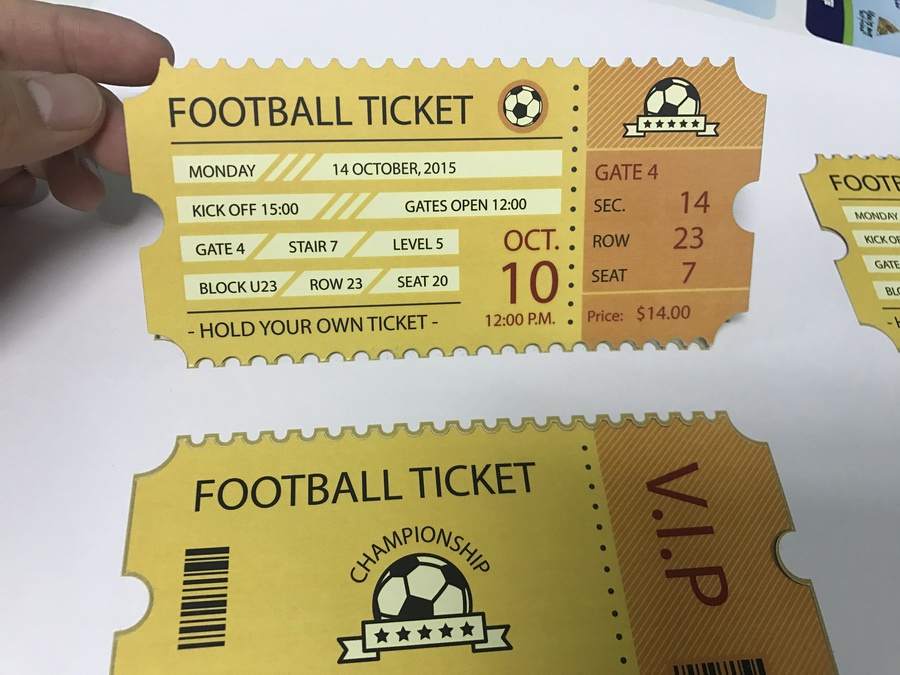 FOOTBALL TICKET
MONDAY 14 OCTOBER, 2015
KICK OFF 15:00 GATES OPEN 12:00
GATE 4 STAIR 7 LEVEL 5
BLOCK U23 ROW 23 SEAT 20
- HOLD YOUR OWN TICKET -
OCT.
10
12:00 P.M.
GATE 4
SEC. 14
ROW 23
SEAT 7
Price: $14.00
MONDAY
GATE
FOOTBALL TICKET
CHAMPIONSHIP
V.I.P